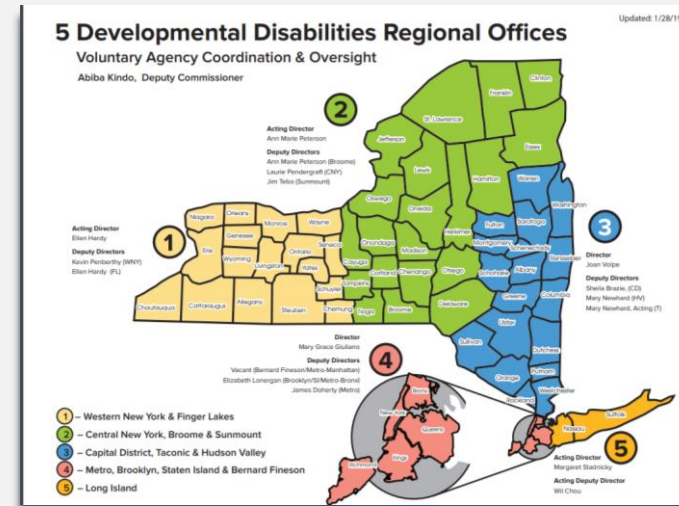 Updated: 1/28/19
5 Developmental Disabilities Regional Offices
Voluntary Agency Coordination & Oversight
Abiba Kindo, Deputy Commissioner
2
Acting Director
Ann Marie Peterson
Deputy Directors
Ann Marie Peterson (Broome)
Laurie Pendergraft (CNY)
Jim Tebo (Sunmount)
Clinton
Franklin
St. Lawrence
Essex
Jefferson
Lewis
Hamilton
Warren
Washington
Oswego
Oneida
Herkimer
Fulton
Saratoga
Montgomery
Schenectady
Rensselaer
Onondaga
Madison
Cayuga
Cortland
Chenango
Otsego
Schoharie
Albany
Tompkins
Tioga
Broome
Delaware
Greene
Columbia
Ulster
Sullivan
Dutchess
Orange
Putnam
Westchester
Rockland
3
Director
Joan Volpe
Deputy Directors
Sheila Brazie, (CD)
Mary Newhard (HV)
Mary Newhard, Acting (T)
Acting Director
Ellen Hardy
Deputy Directors
Kevin Penberthy (WNY)
Ellen Hardy (FL)
1
Niagara
Orleans
Monroe
Wayne
Genesee
Erie
Wyoming
Livingston
Ontario
Seneca
Yates
Schuyler
Chautauqua
Cattaraugus
Allegany
Steuben
Chemung
Director
Mary Grace Giuliano
Deputy Directors
Vacant (Bernard Fineson/Metro-Manhattan)
Elizabeth Lonergan (Brooklyn/SI/Metro-Bronx)
James Doherty (Metro)
4
Bronx
New York
Queens
Kings
Richmond
Suffolk
Nassau
5
Acting Director
Margaret Studnicky
Acting Deputy Director
Wil Chou
1 – Western New York & Finger Lakes
2 – Central New York, Broome & Sunmount
3 – Capital District, Taconic & Hudson Valley
4 – Metro, Brooklyn, Staten Island & Bernard Fineson
5 – Long Island